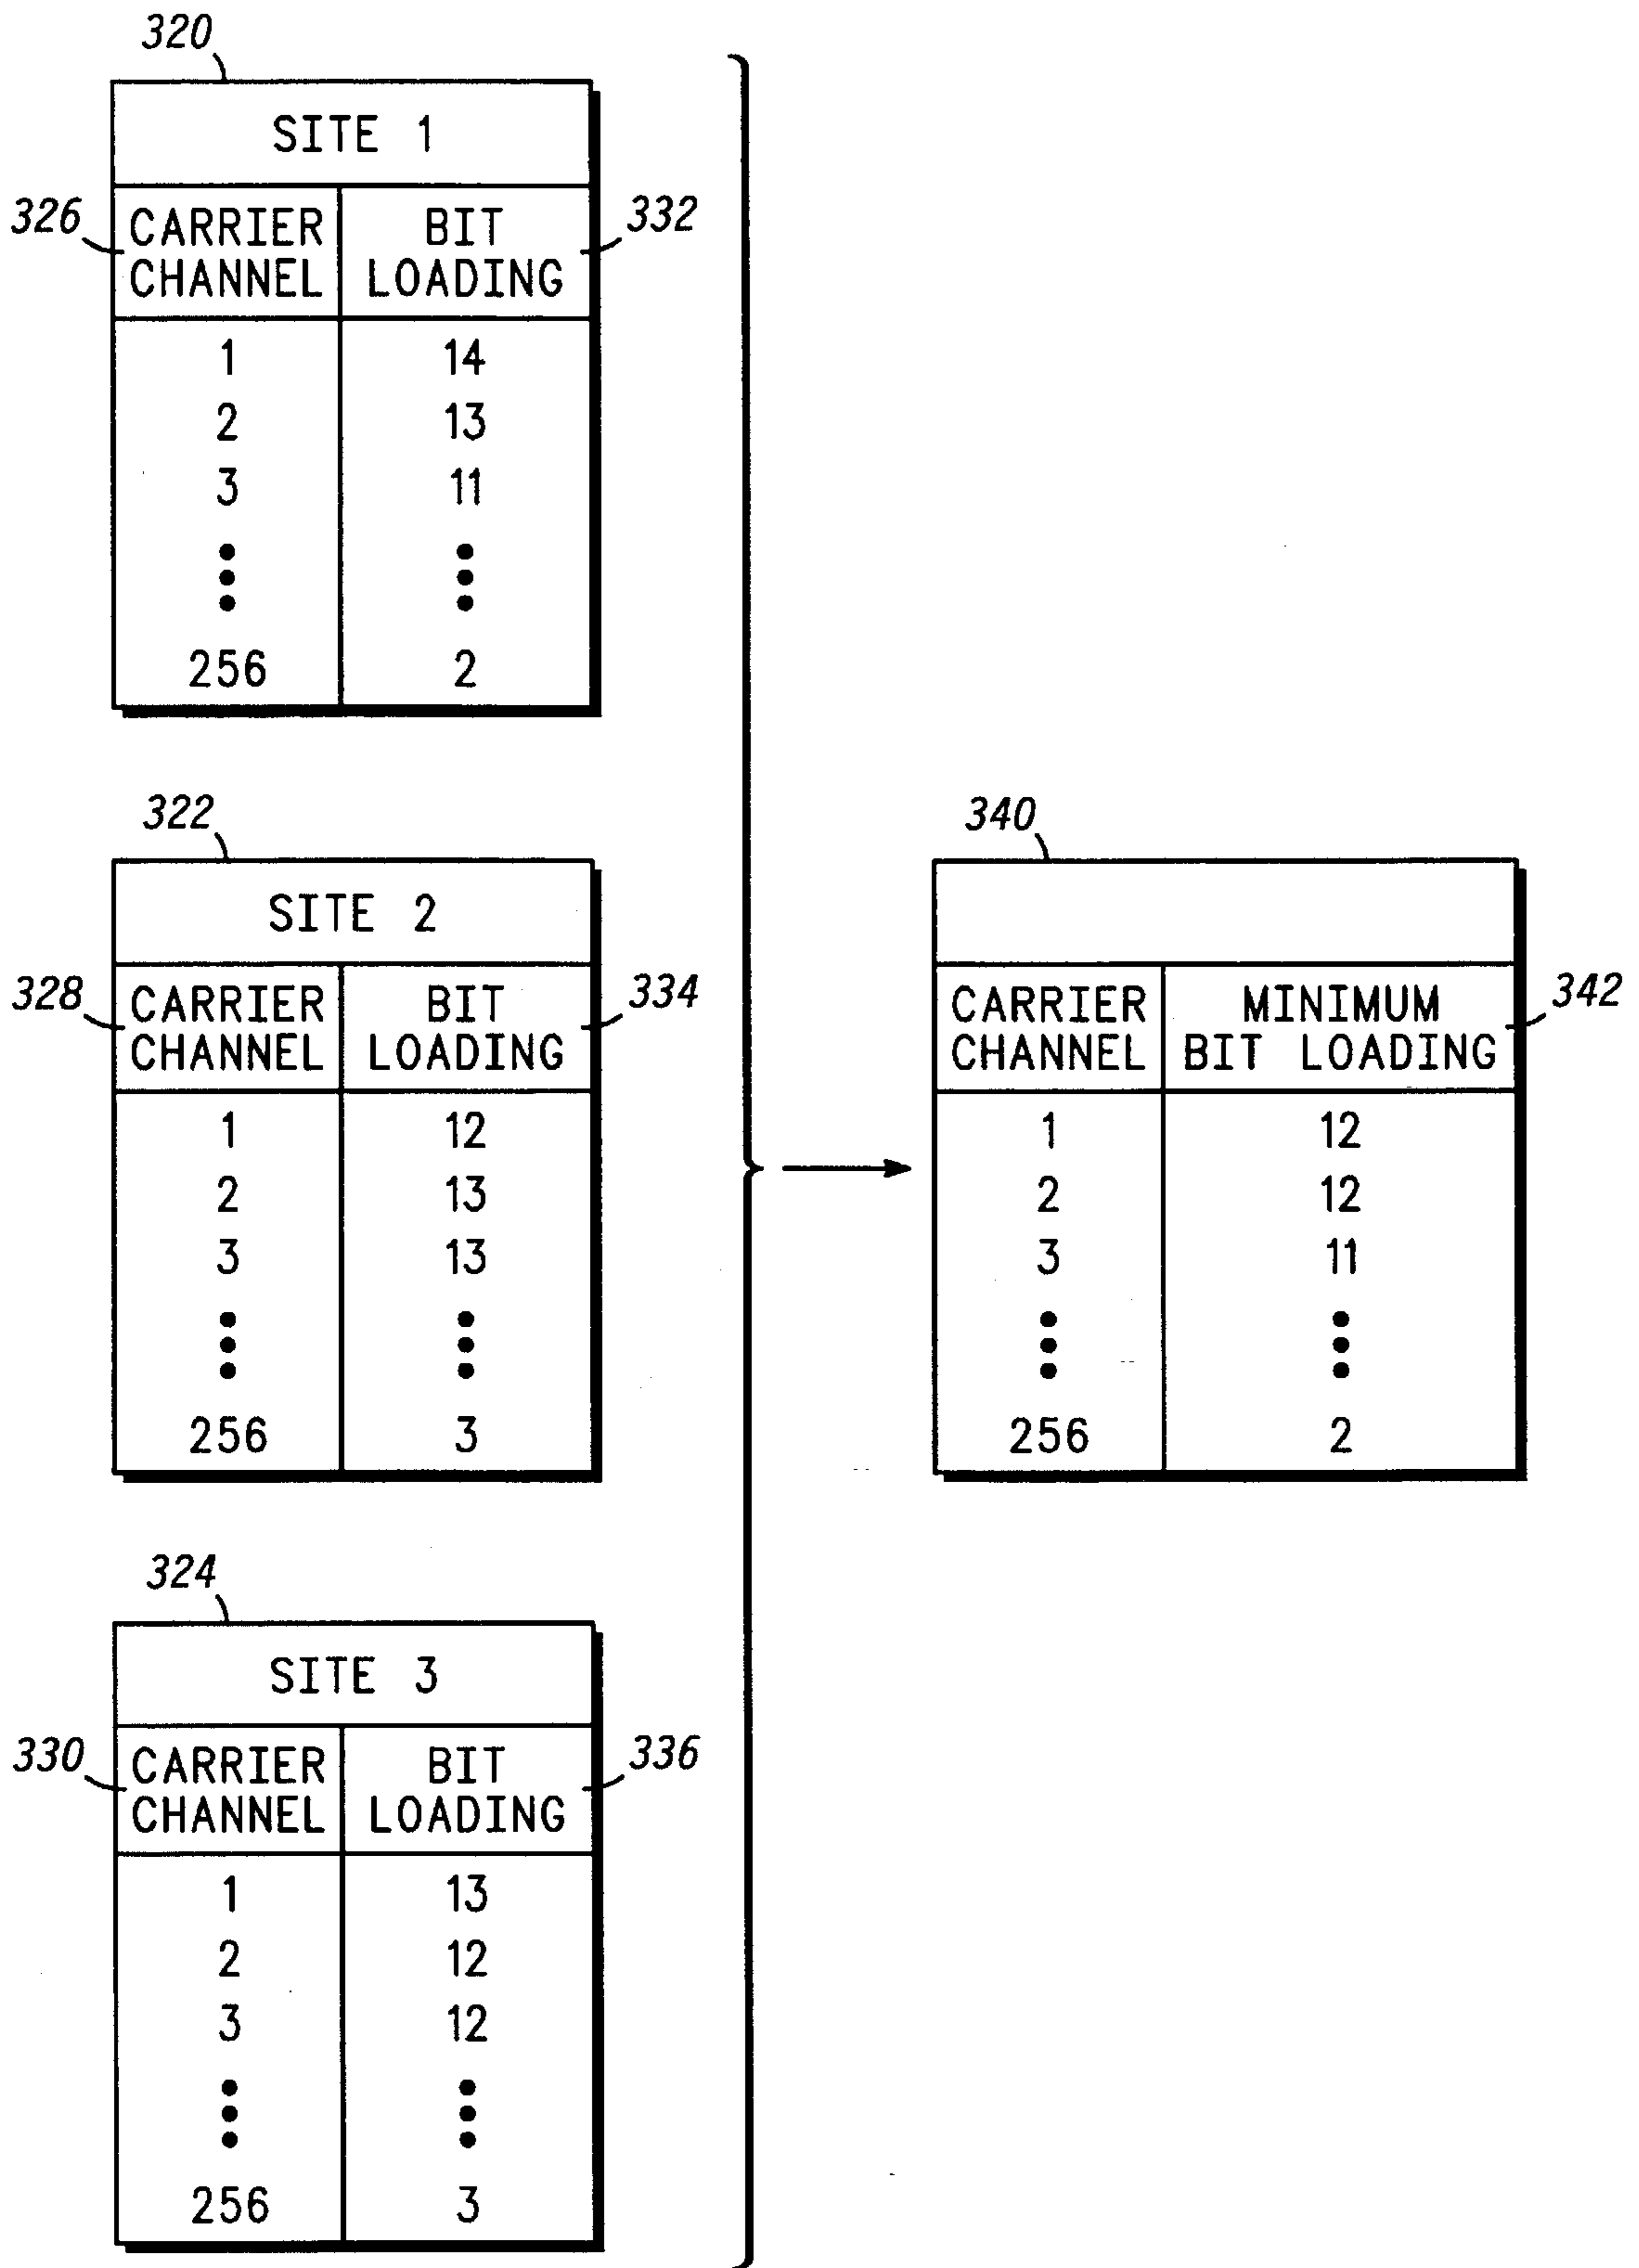 320
SITE 1
326 CARRIER CHANNEL BIT LOADING 332
1 14
2 13
3 11
256 2
322
SITE 2
328 CARRIER CHANNEL BIT LOADING 334
1 12
2 13
3 13
256 3
324
SITE 3
330 CARRIER CHANNEL BIT LOADING 336
1 13
2 12
3 12
256 3
340
CARRIER CHANNEL MINIMUM BIT LOADING 342
1 12
2 12
3 11
256 2